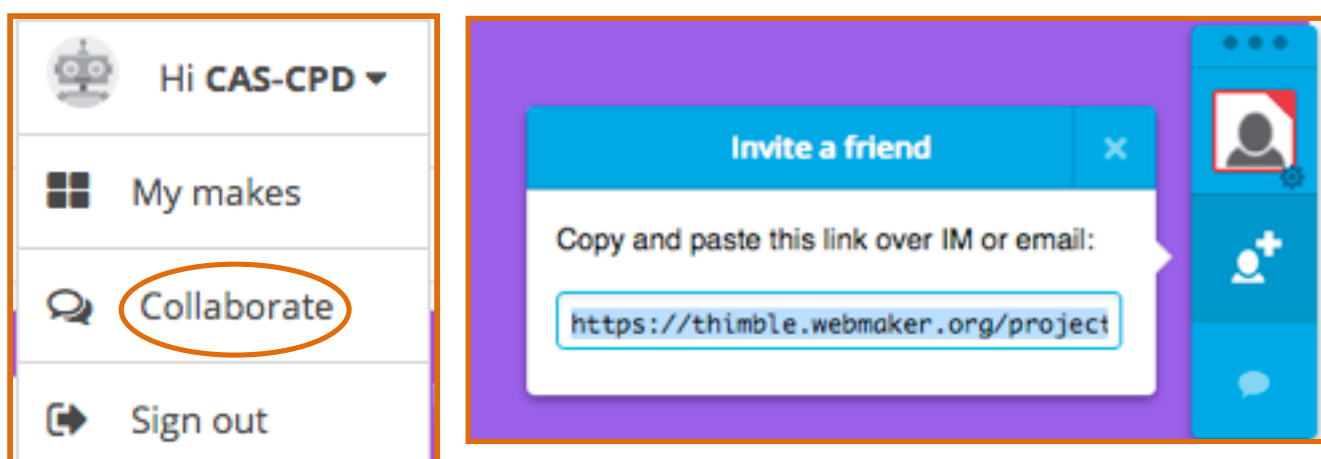 Hi CAS-CPD
My makes
Collaborate
Sign out
Invite a friend
Copy and paste this link over IM or email:
https://thimble.webmaker.org/project